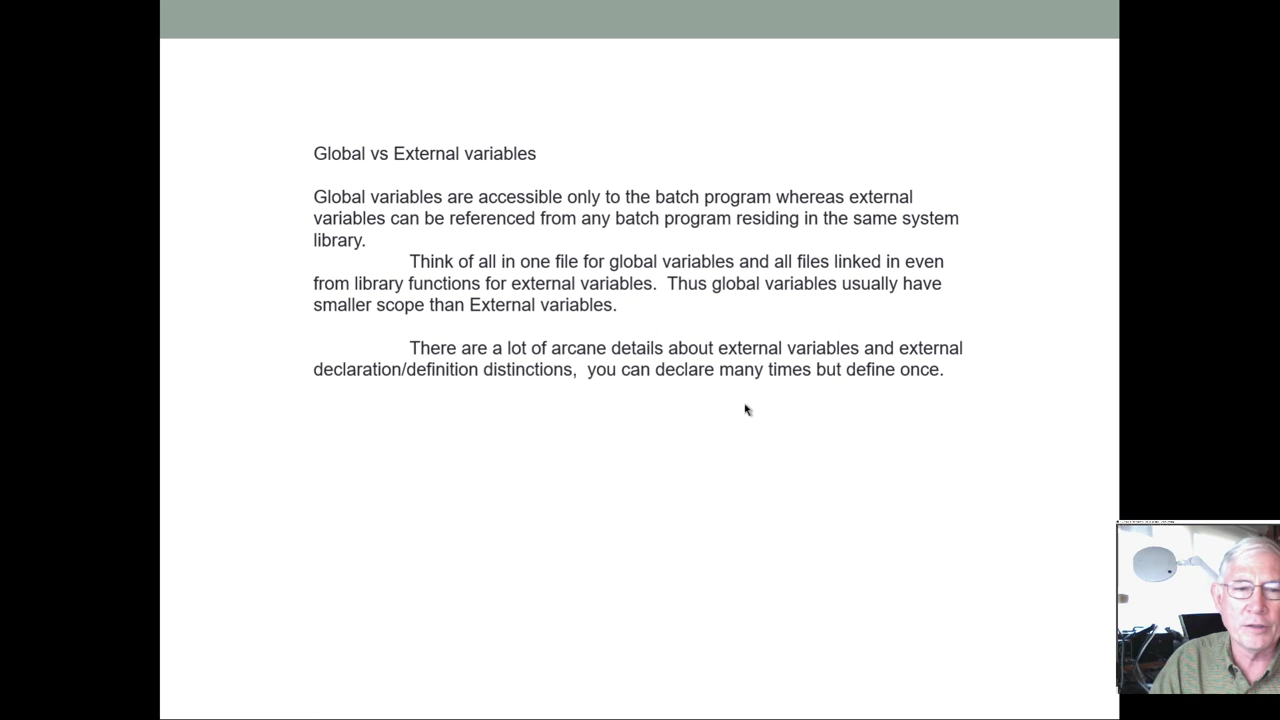 Global vs External variables
Global variables are accessible only to the batch program whereas external
variables can be referenced from any batch program residing in the same system
library.
Think of all in one file for global variables and all files linked in even
from library functions for external variables.  Thus global variables usually have
smaller scope than External variables.
There are a lot of arcane details about external variables and external
declaration/definition distinctions,  you can declare many times but define once.